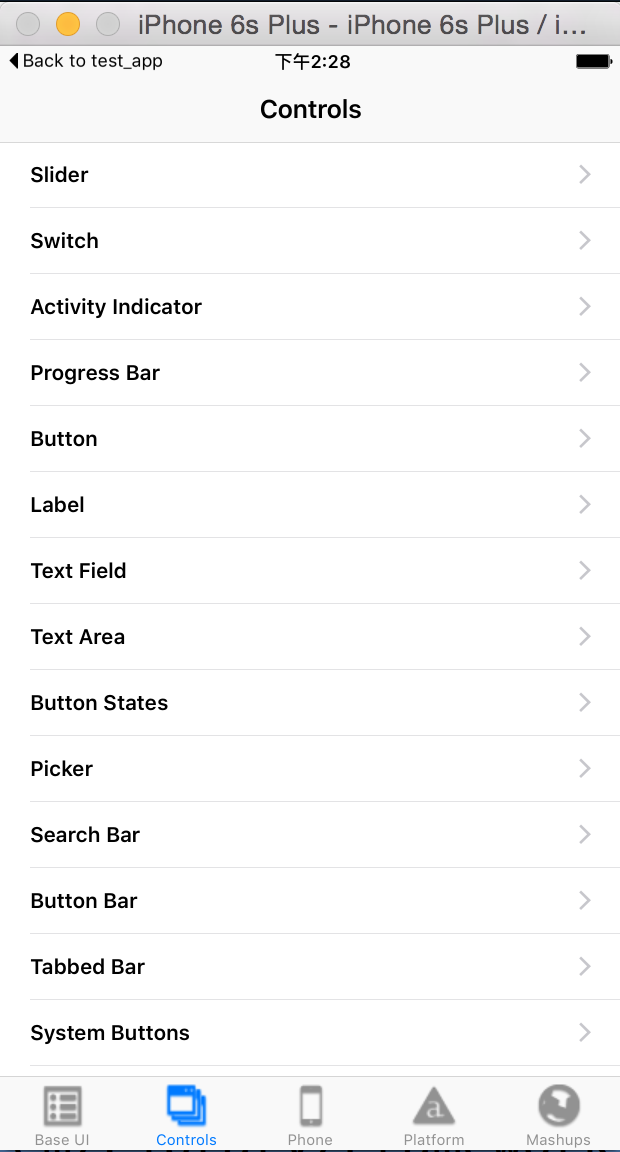 iPhone 6s Plus - iPhone 6s Plus / i...
Back to test_app 下午2:28
Controls
Slider
Switch
Activity Indicator
Progress Bar
Button
Label
Text Field
Text Area
Button States
Picker
Search Bar
Button Bar
Tabbed Bar
System Buttons
a
Base UI Controls Phone Platform Mashups